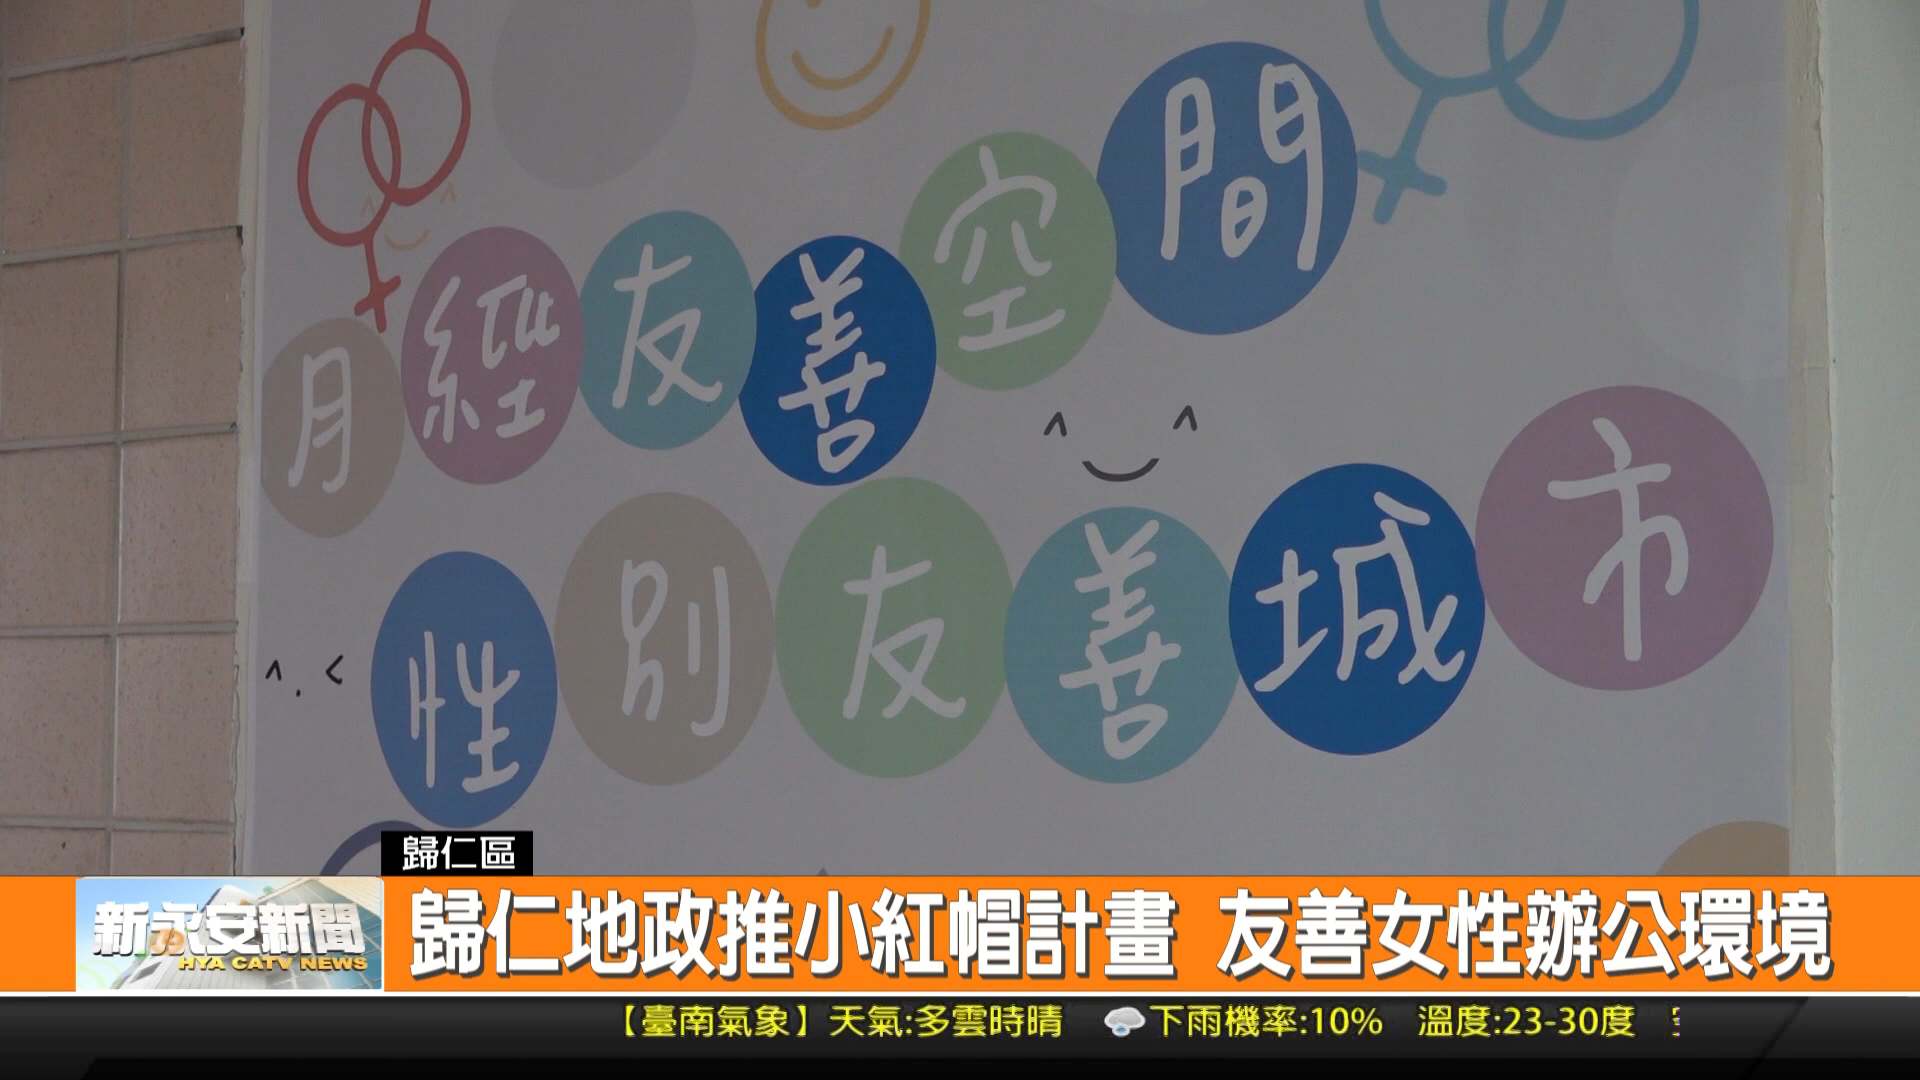 月經友善空間
性別友善城市
歸仁區
新永安新聞
HYA CATV NEWS
歸仁地政推小紅帽計畫 友善女性辦公環境
【臺南氣象】天氣:多雲時晴 下雨機率:10% 溫度:23-30度